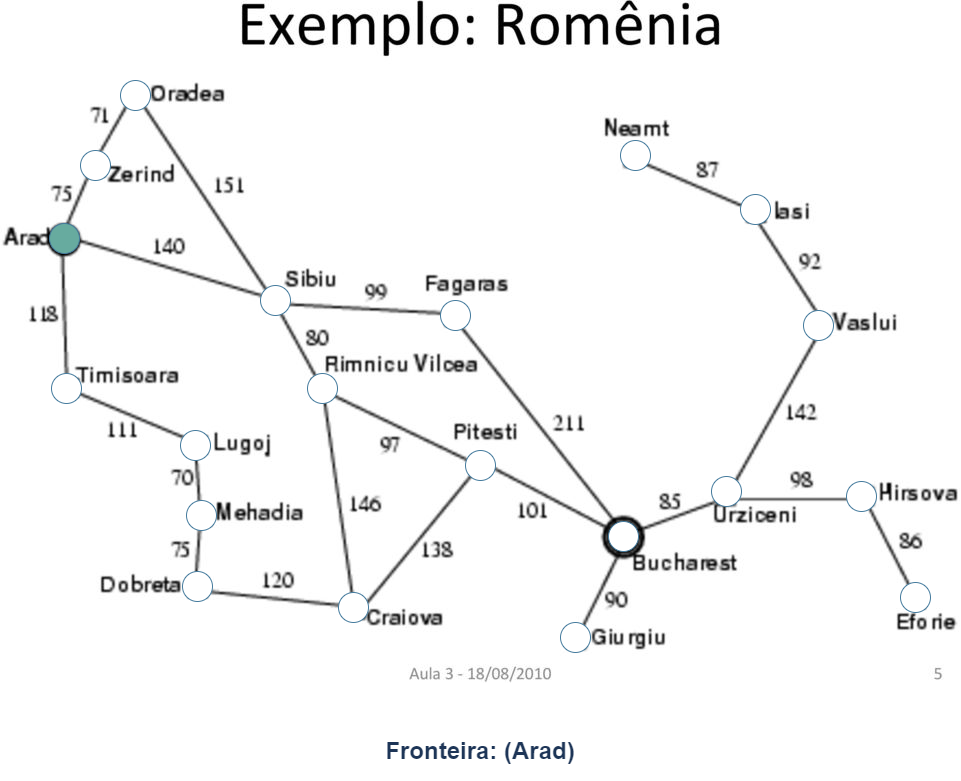 Exemplo: Romênia
Oradea
71
Neamt
Zerind
87
75
151
Iasi
Arad
140
92
Sibiu
99
Fagaras
118
80
Vaslui
Rimnicu Vilcea
Timisoara
142
111
211
Lugoj
97
Pitesti
70
98
Hirsova
146
101
85
Urziceni
Mehadia
75
138
86
Bucharest
Dobreta
120
90
Craiova
Eforie
Giurgiu
Aula 3 - 18/08/2010
5
Fronteira: (Arad)